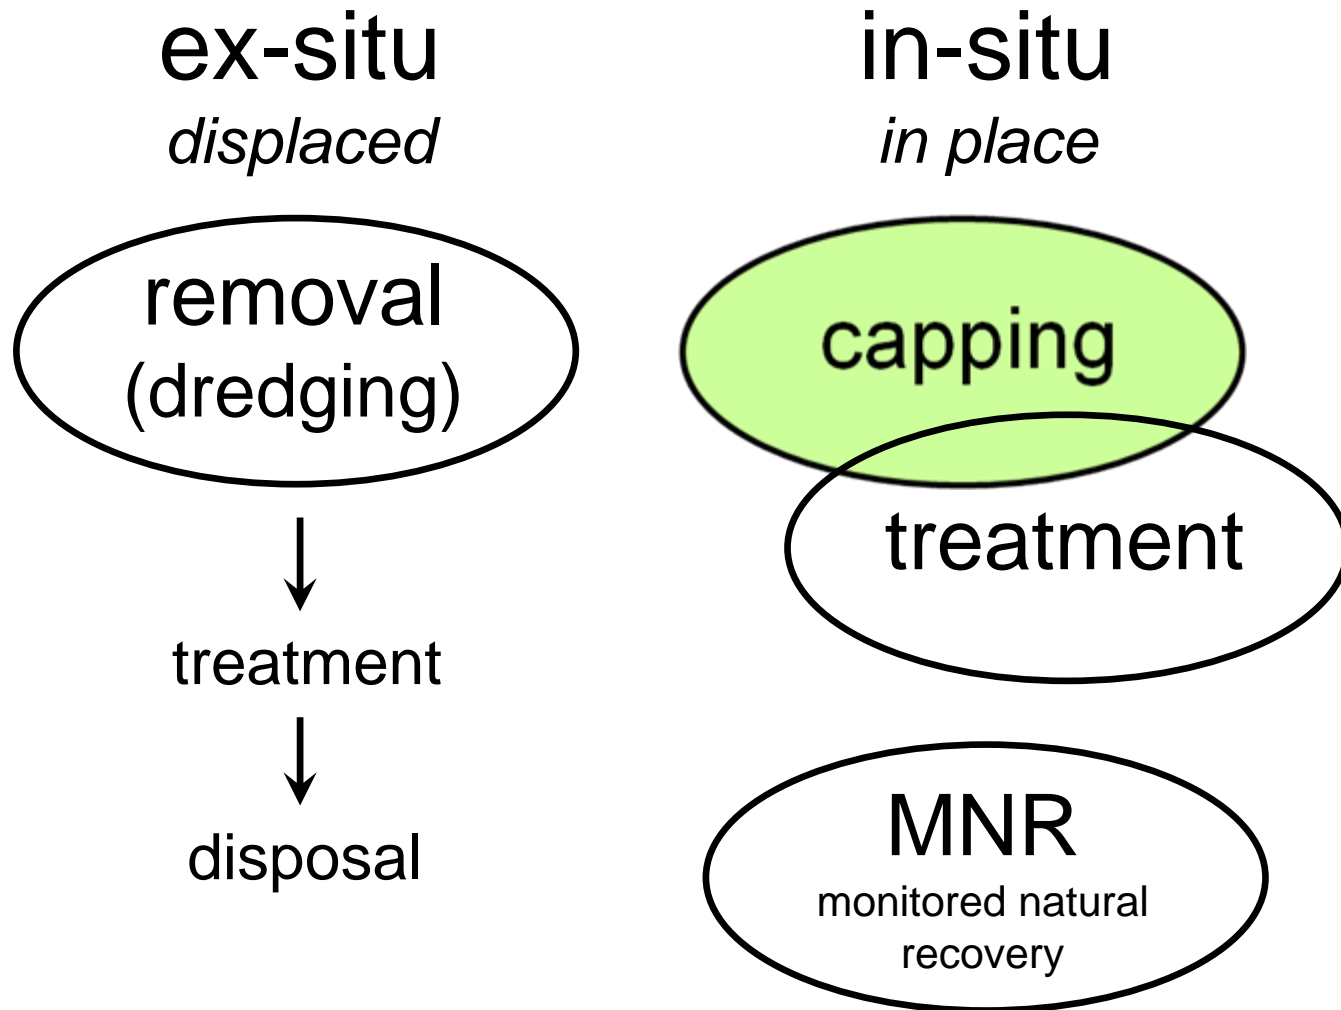 ex-situ
displaced
removal
(dredging)
treatment
disposal
in-situ
in place
capping
treatment
MNR
monitored natural
recovery